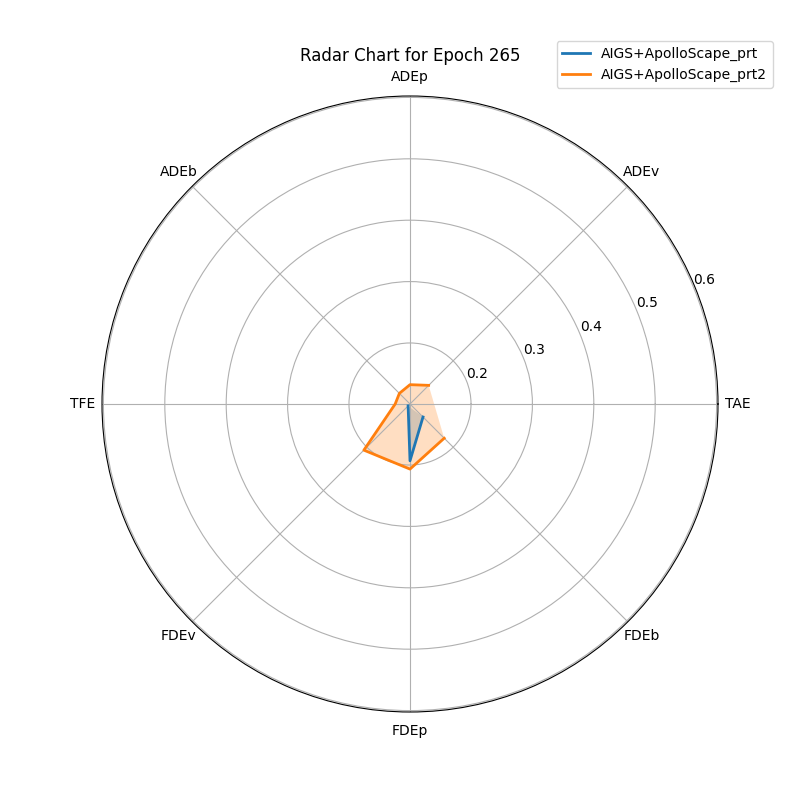 Radar Chart for Epoch 265
AIGS+ApolloScape_prt
AIGS+ApolloScape_prt2
ADEp
ADEb
ADEv
0.6
0.5
0.4
0.3
0.2
TFE
TAE
FDEv
FDEb
FDEp